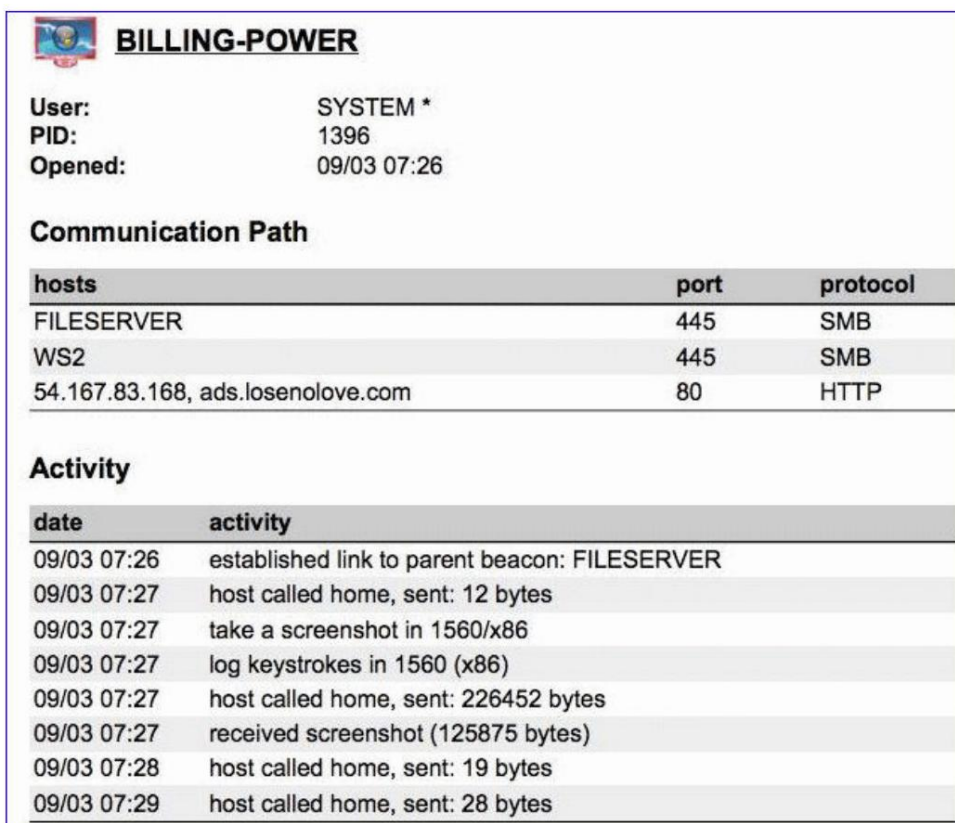 BILLING-POWER
User: SYSTEM *
PID: 1396
Opened: 09/03 07:26
Communication Path
hosts port protocol
FILESERVER 445 SMB
WS2 445 SMB
54.167.83.168, ads.losenolove.com 80 HTTP
Activity
date activity
09/03 07:26 established link to parent beacon: FILESERVER
09/03 07:27 host called home, sent: 12 bytes
09/03 07:27 take a screenshot in 1560/x86
09/03 07:27 log keystrokes in 1560 (x86)
09/03 07:27 host called home, sent: 226452 bytes
09/03 07:27 received screenshot (125875 bytes)
09/03 07:28 host called home, sent: 19 bytes
09/03 07:29 host called home, sent: 28 bytes